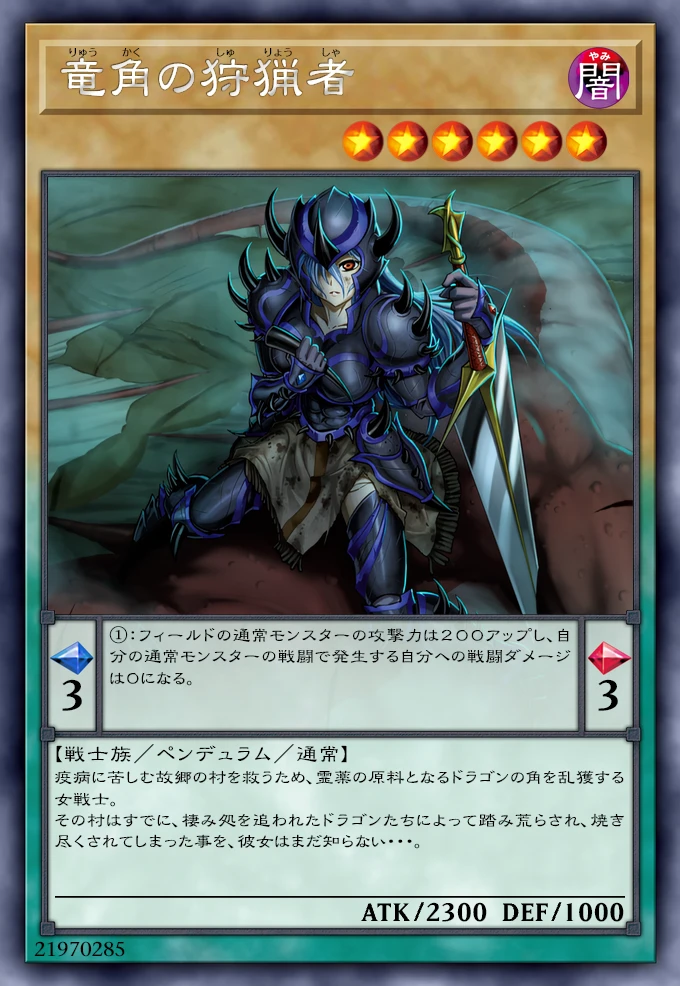 りゅう かく しゅ りょう しゃ
竜角の狩猟者
やみ
闇
①：フィールドの通常モンスターの攻撃力は２００アップし、自
分の通常モンスターの戦闘で発生する自分への戦闘ダメージ
は０になる。
3
3
【戦士族／ペンデュラム／通常】
疫病に苦しむ故郷の村を救うため、霊薬の原料となるドラゴンの角を乱獲する
女戦士。
その村はすでに、棲み処を追われたドラゴンたちによって踏み荒らされ、焼き
尽くされてしまった事を、彼女はまだ知らない・・・。
ATK/2300 DEF/1000
21970285